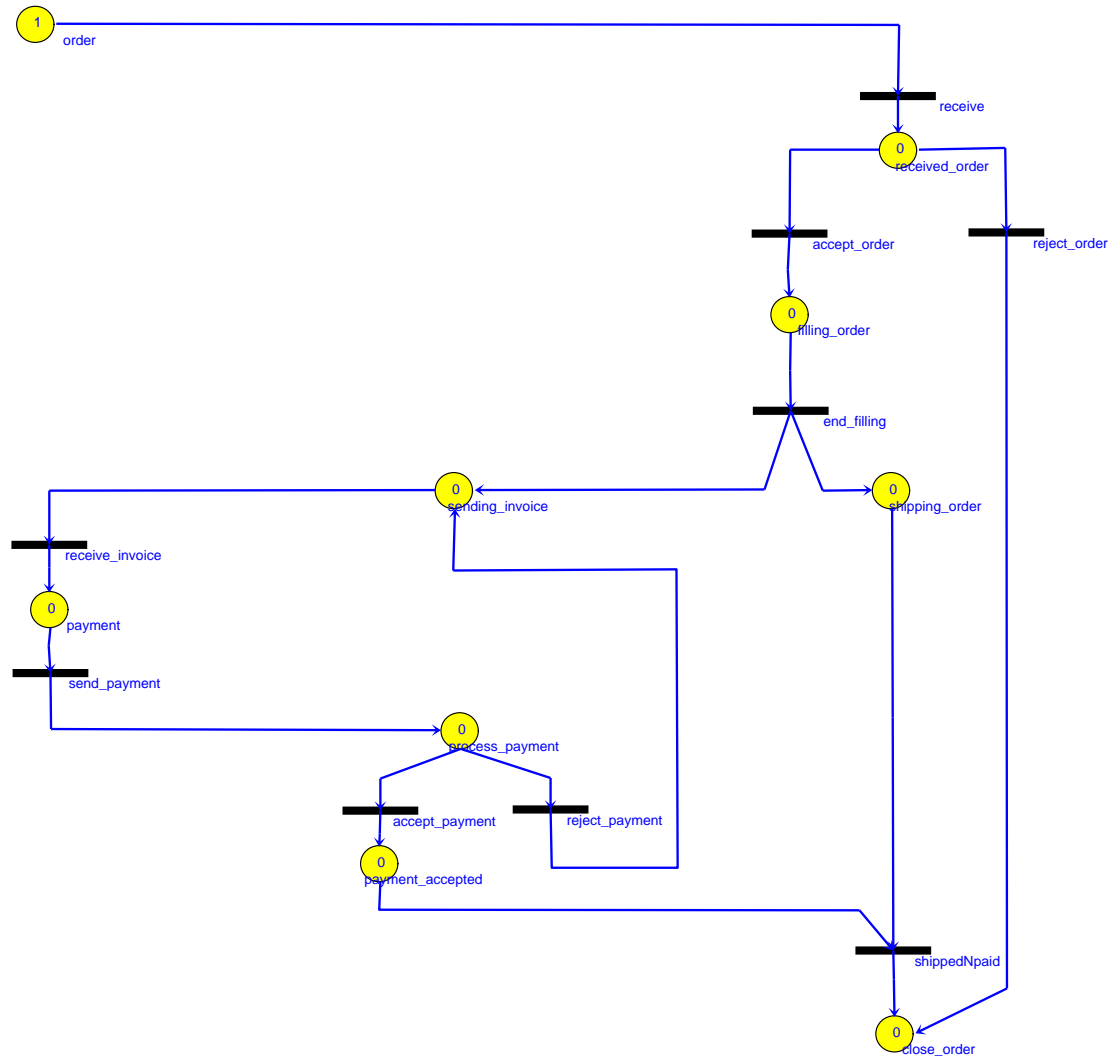 1
order
receive
0
received_order
accept_order
reject_order
0
filling_order
end_filling
0
sending_invoice
0
shipping_order
receive_invoice
0
payment
send_payment
0
process_payment
accept_payment
reject_payment
0
payment_accepted
shippedNpaid
0
close_order